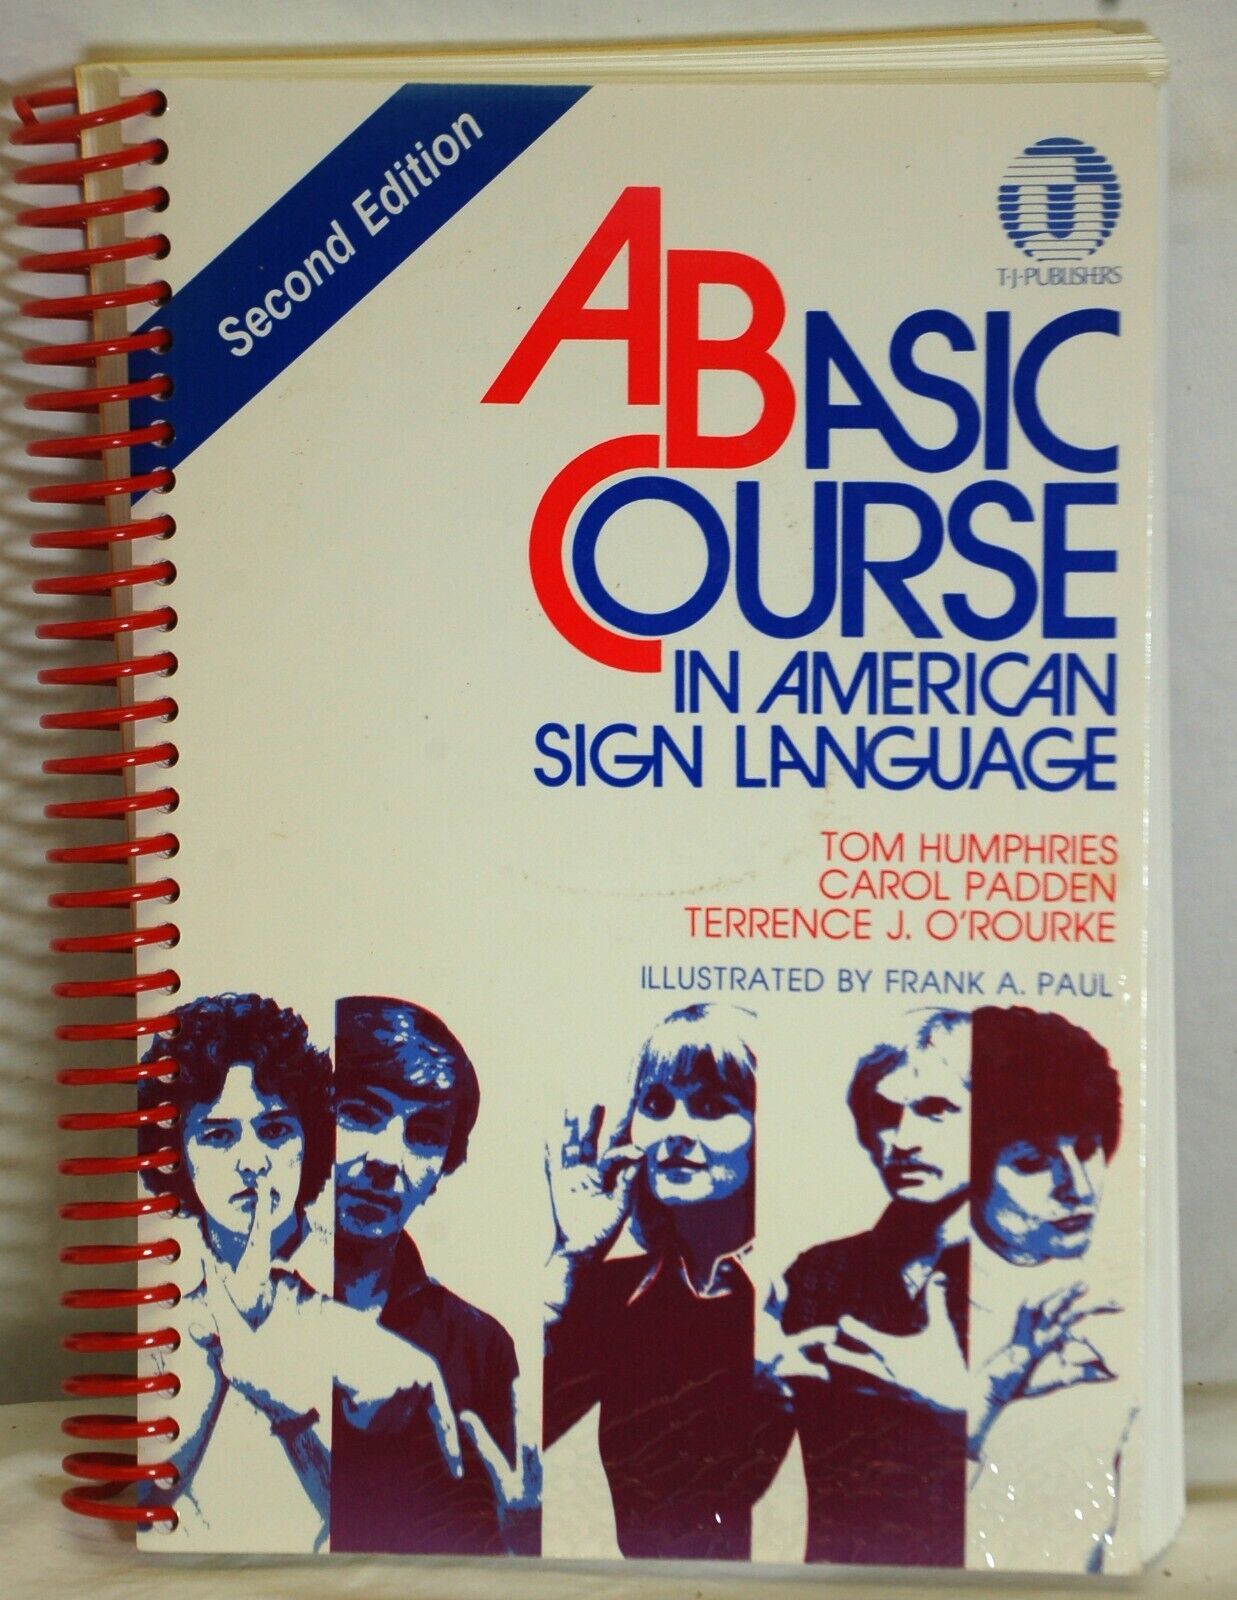 Second Edition
T·J·PUBLISHERS
A BASIC
COURSE
IN AMERICAN
SIGN LANGUAGE
TOM HUMPHRIES
CAROL PADDEN
TERRENCE J. O'ROURKE
ILLUSTRATED BY FRANK A. PAUL